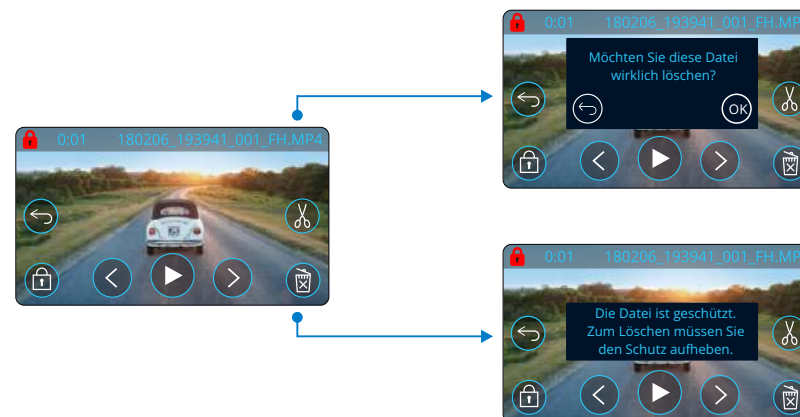 0:01 180206_193941_001_FH.MP4
0:01 180206_193941_001_FH.MP
Möchten Sie diese Datei
wirklich löschen?
OK
0:01 180206_193941_001_FH.MP
Die Datei ist geschützt.
Zum Löschen müssen Sie
den Schutz aufheben.